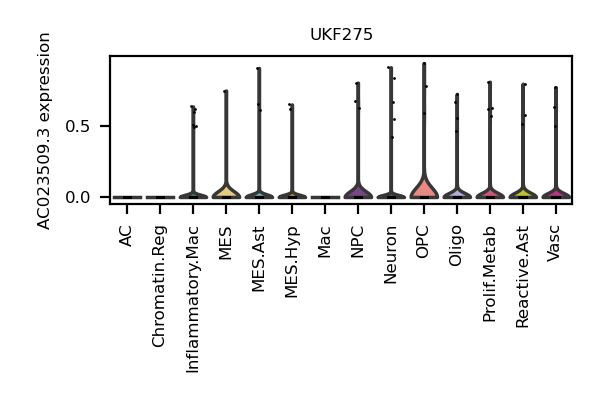 UKF275
AC023509.3 expression
0.5
0.0
AC
Chromatin.Reg
Inflammatory.Mac
MES
MES.Ast
MES.Hyp
Mac
NPC
Neuron
OPC
Oligo
Prolif.Metab
Reactive.Ast
Vasc